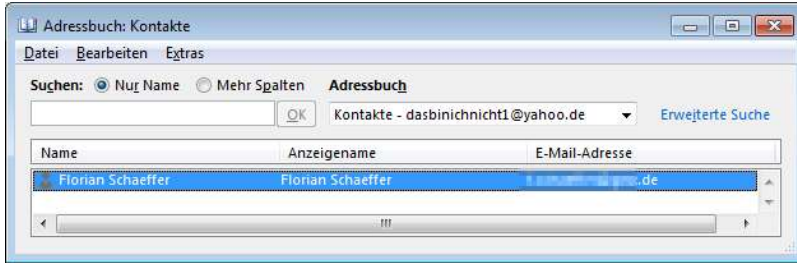 Adressbuch: Kontakte
Datei Bearbeiten Extras
Suchen: Nur Name Mehr Spalten Adressbuch
OK Kontakte - dasbinichnicht1@yahoo.de Erweiterte Suche
Name Anzeigename E-Mail-Adresse
Florian Schaeffer Florian Schaeffer .de